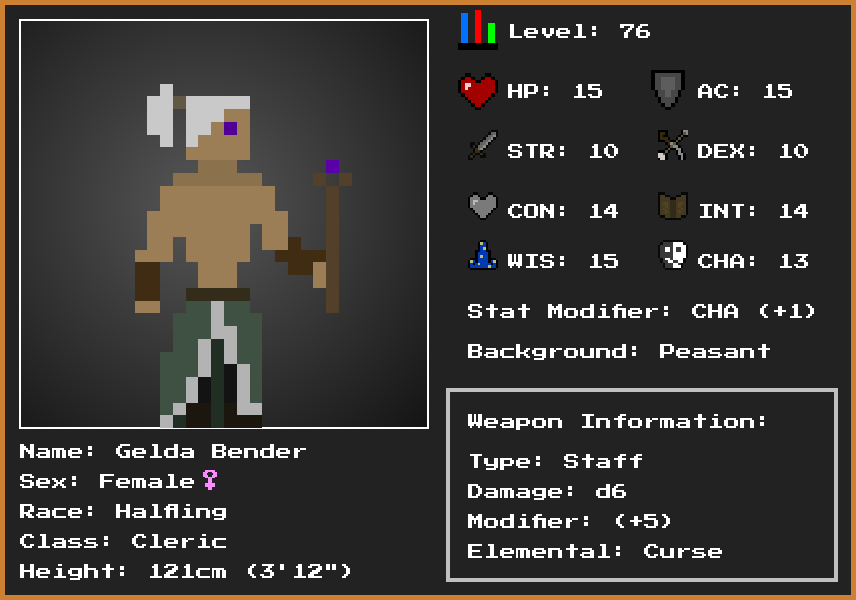 Level: 76
HP: 15 AC: 15
STR: 10 DEX: 10
CON: 14 INT: 14
WIS: 15 CHA: 13
Stat Modifier: CHA (+1)
Background: Peasant
Weapon Information:
Type: Staff
Damage: d6
Modifier: (+5)
Elemental: Curse
Name: Gelda Bender
Sex: Female♀
Race: Halfling
Class: Cleric
Height: 121cm (3'12")